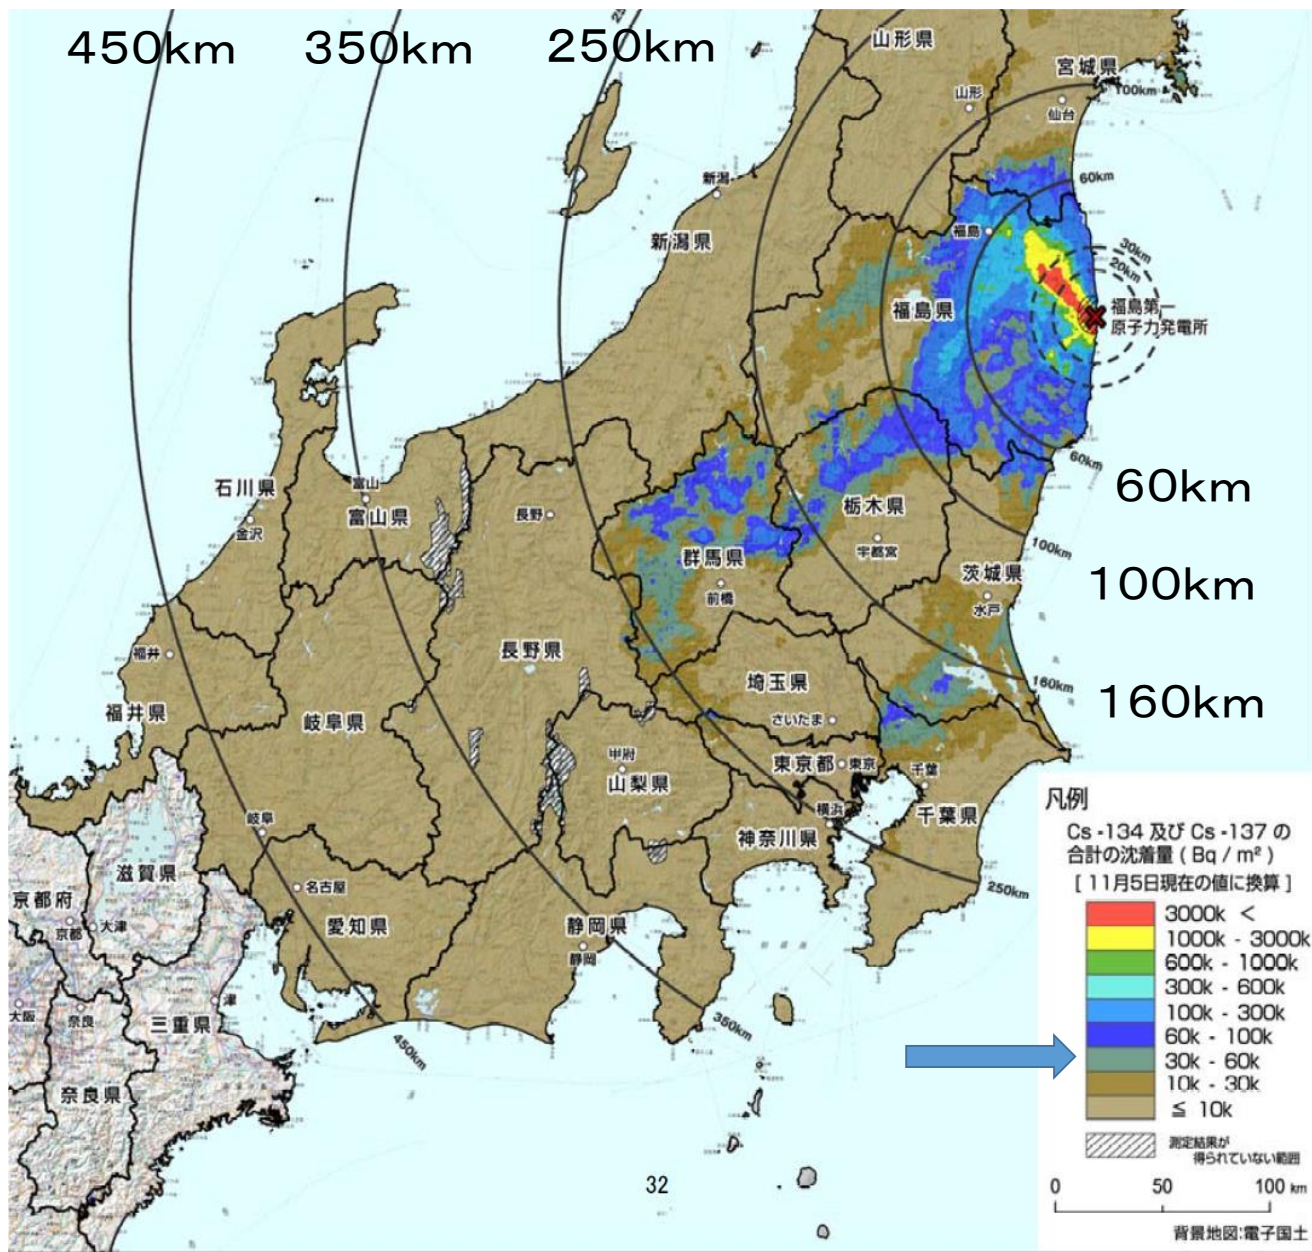 450km
350km
250km
山形県
宮城県
山形
仙台
100km
60km
新潟
新潟県
福島
30km
20km
福島県
福島第一
原子力発電所
60km
石川県
金沢
富山
富山県
長野
栃木県
宇都宮
60km
100km
群馬県
前橋
茨城県
水戸
100km
長野県
福井
福井県
岐阜県
埼玉県
さいたま
160km
160km
甲府
山梨県
東京都
東京
千葉
千葉県
横浜
神奈川県
250km
岐阜
滋賀県
名古屋
愛知県
静岡県
静岡
京都府
京都
大津
大阪
奈良
津
三重県
奈良県
350km
450km
凡例
Cs -134 及び Cs -137 の
合計の沈着量 ( Bq / m² )
[ 11月5日現在の値に換算 ]
3000k <
1000k - 3000k
600k - 1000k
300k - 600k
100k - 300k
60k - 100k
30k - 60k
10k - 30k
≦ 10k
測定結果が
得られていない範囲
0 50 100 km
背景地図:電子国土
32